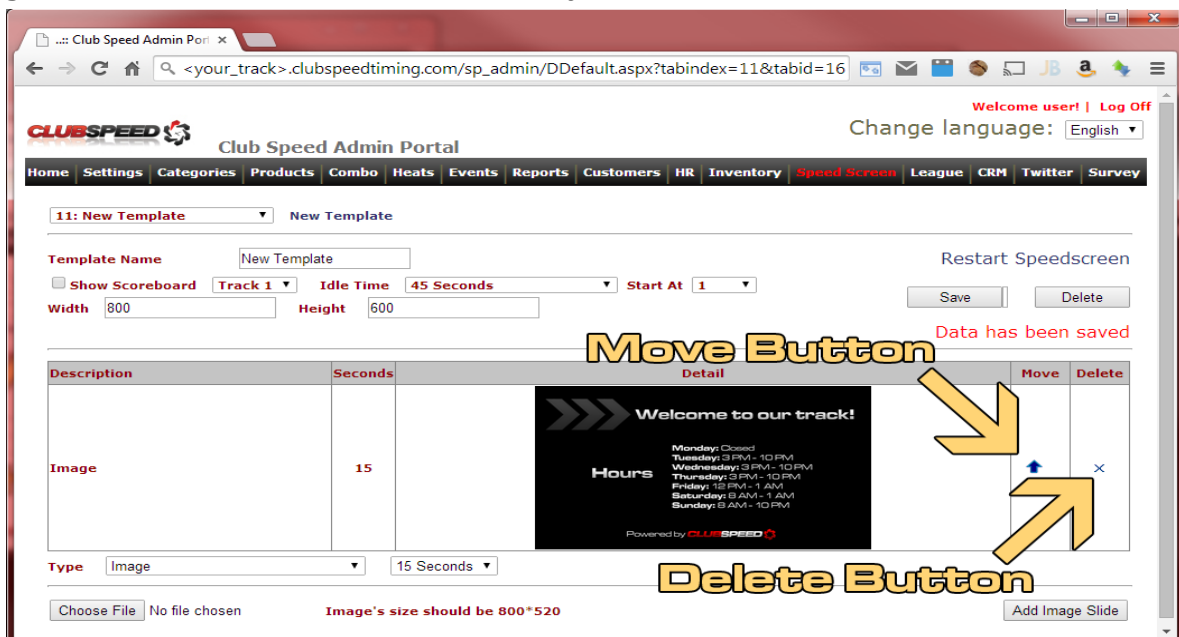 ..:: Club Speed Admin Por
<your_track>.clubspeedtiming.com/sp_admin/DDefault.aspx?tabindex=11&tabid=16
JB
Welcome user! | Log Off
CLUBSPEED
Club Speed Admin Portal
Change language: English
Home Settings Categories Products Combo Heats Events Reports Customers HR Inventory Speed Screen League CRM Twitter Survey
11: New Template
New Template
Template Name New Template
Restart Speedscreen
Show Scoreboard Track 1 Idle Time 45 Seconds Start At 1
Save Delete
Width 800 Height 600
Data has been saved
Move Button
Description Seconds Detail Move Delete
Welcome to our track!
Image 15
Hours
Monday: Closed
Tuesday: 3 PM - 10 PM
Wednesday: 3 PM - 10 PM
Thursday: 3 PM - 10 PM
Friday: 12 PM - 1 AM
Saturday: 8 AM - 1 AM
Sunday: 8 AM - 10 PM
Powered by CLUBSPEED
Type Image 15 Seconds
Delete Button
Choose File No file chosen Image's size should be 800*520 Add Image Slide